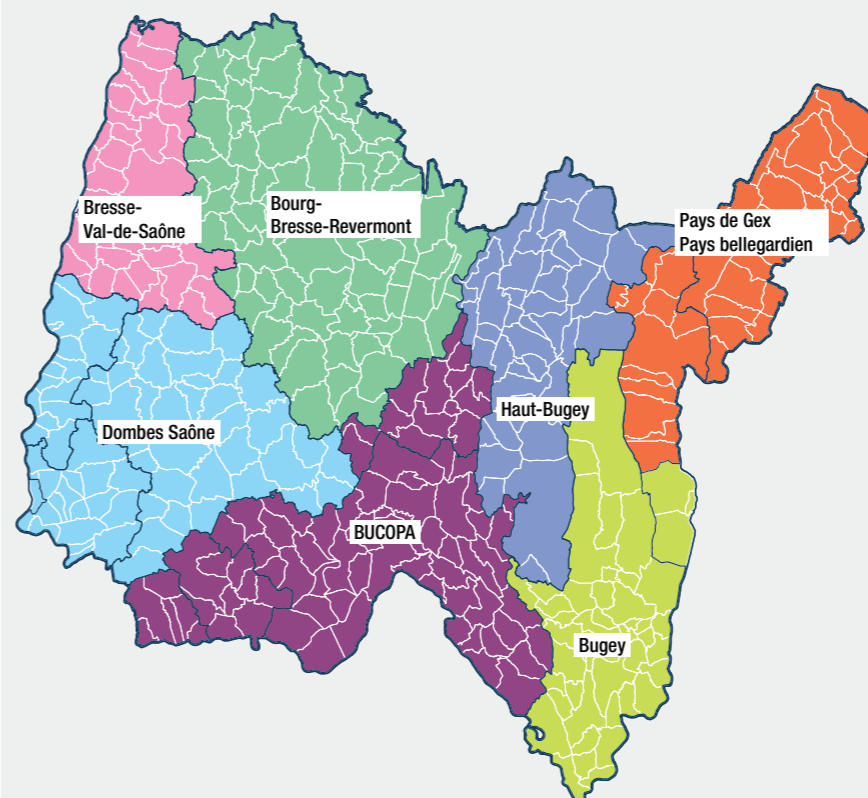 Bresse-
Val-de-Saône
Bourg-
Bresse-Revermont
Pays de Gex
Pays bellegardien
Haut-Bugey
Dombes Saône
BUCOPA
Bugey